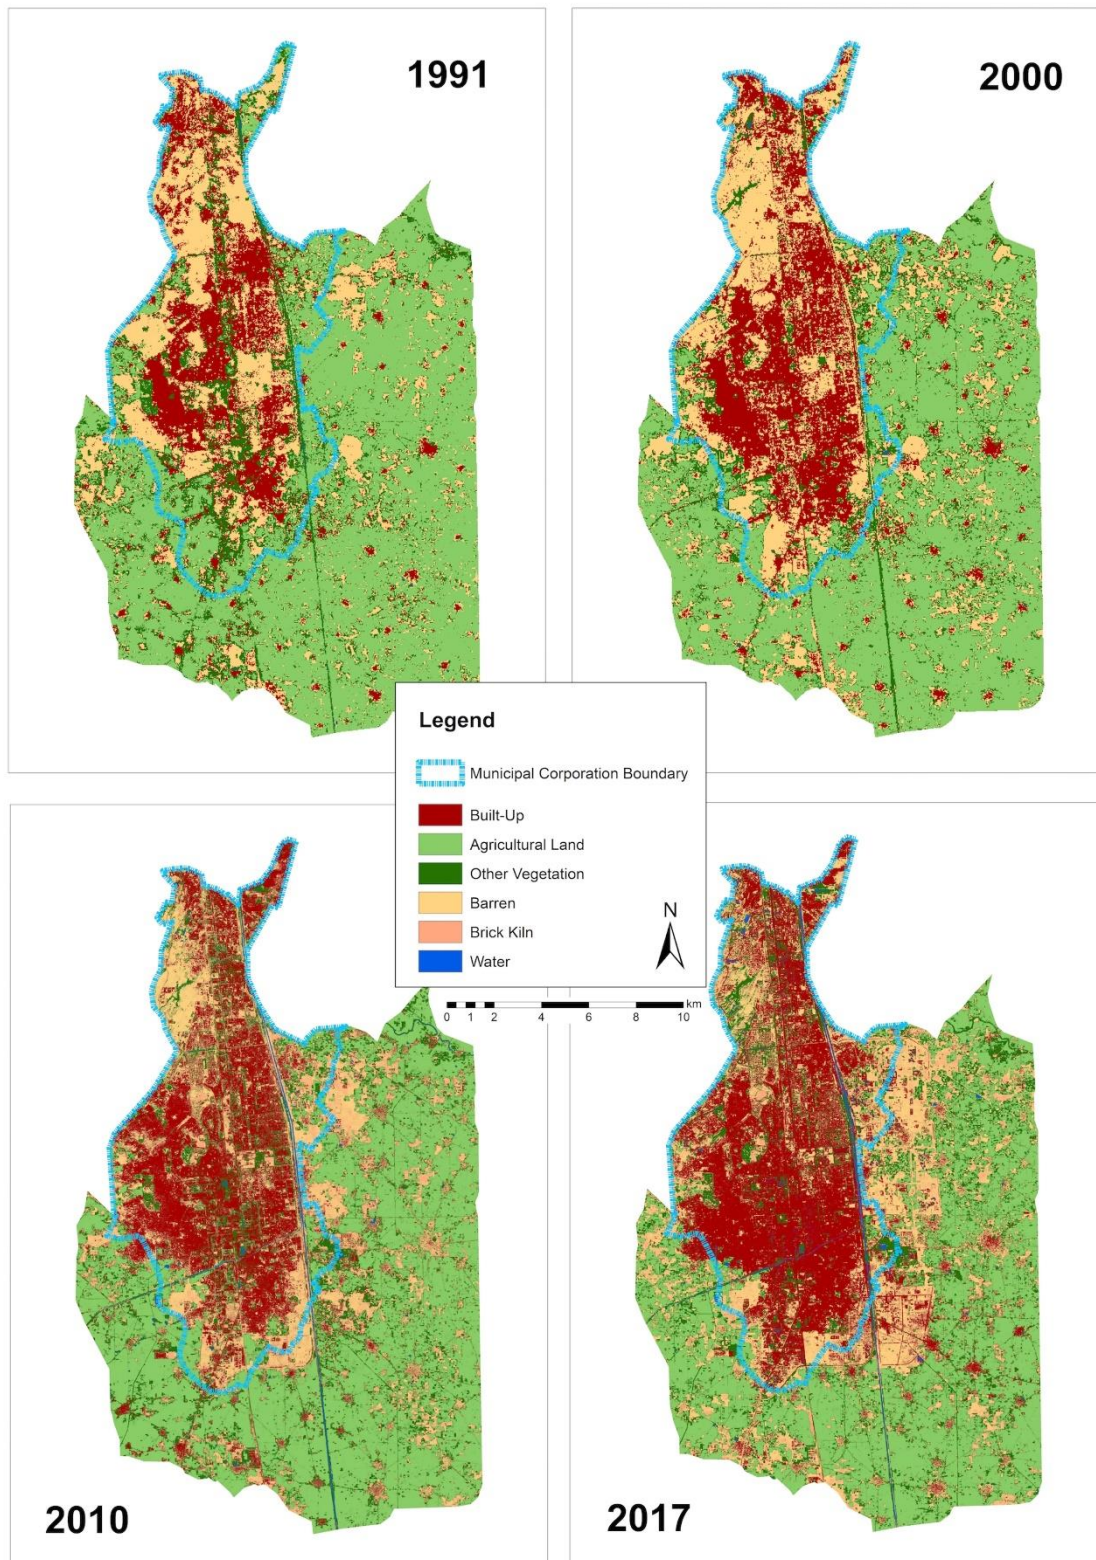 1991
2000
Legend
Municipal Corporation Boundary
Built-Up
Agricultural Land
Other Vegetation
Barren
Brick Kiln
Water
N
km
0 1 2 4 6 8 10
2010
2017